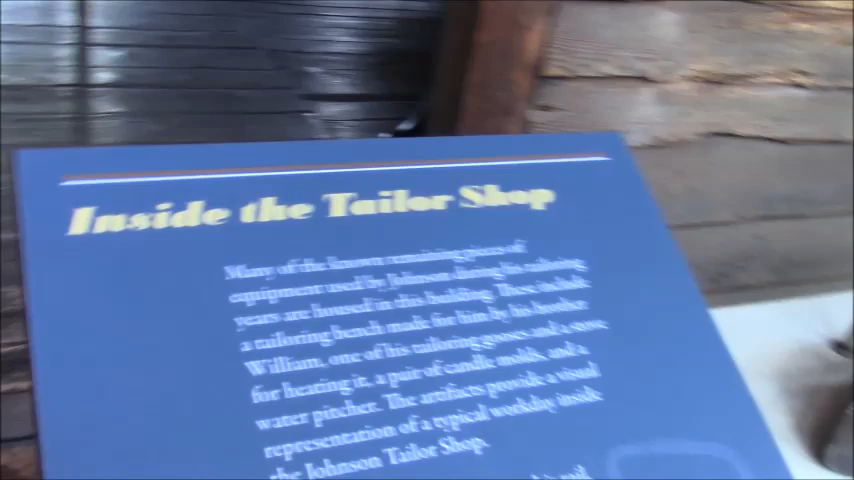 Inside the Tailor Shop
Many of the known remaining pieces of
equipment used by Johnson during his tailoring
years are housed in this building. These include
a tailoring bench made for him by his brother
William, one of his tailoring gooses and a stove
for heating it, a pair of candle molds, and a
water pitcher. The artifacts provide a visual
representation of a typical workday inside
the Johnson Tailor Shop.